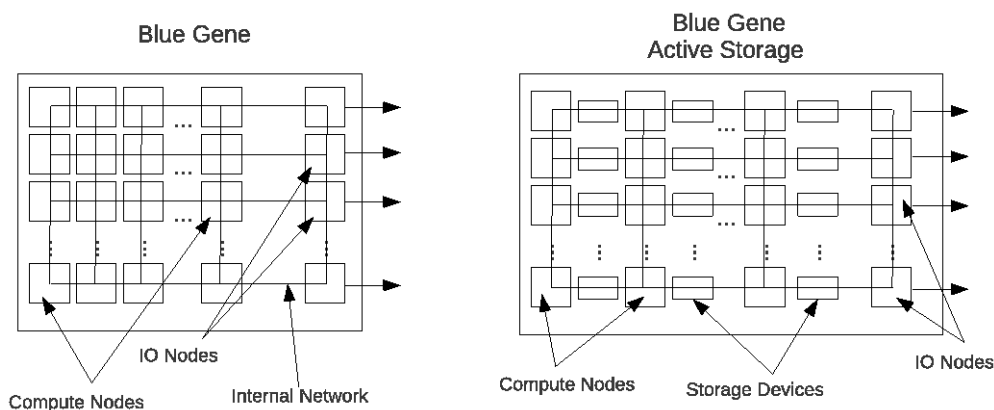 Blue Gene
IO Nodes
Compute Nodes
Internal Network
Blue Gene
Active Storage
IO Nodes
Compute Nodes
Storage Devices